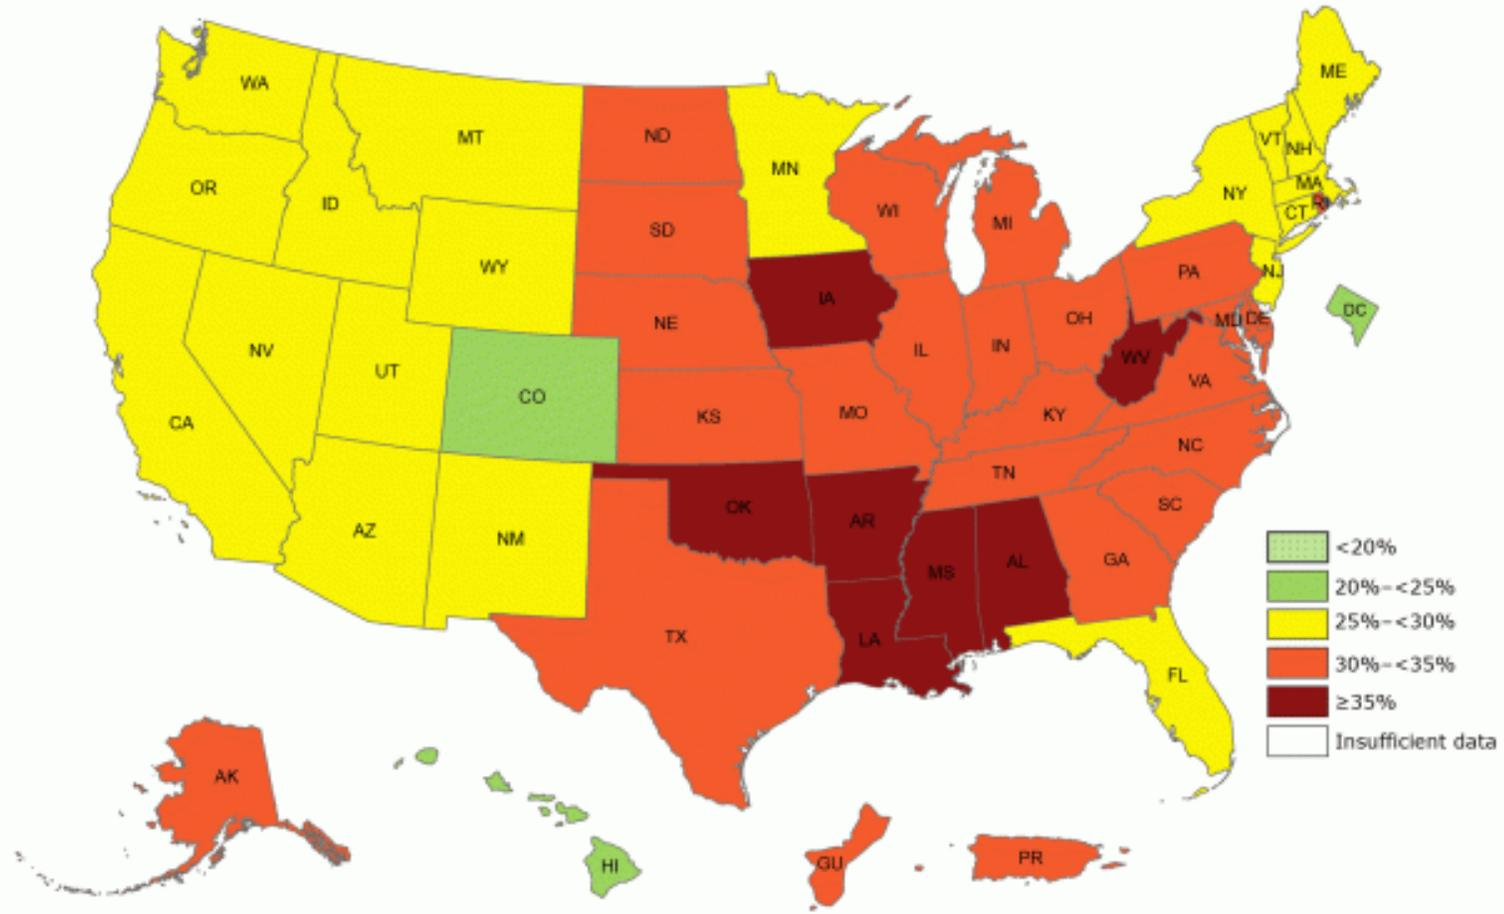 WA
ME
MT
ND
MN
VT
NH
OR
ID
WI
MI
NY
MA
CT
RI
SD
WY
IA
PA
NJ
NE
OH
MD
DE
DC
NV
UT
CO
IL
IN
WV
VA
CA
KS
MO
KY
NC
TN
AZ
NM
OK
AR
SC
MS
AL
GA
TX
LA
FL
AK
HI
GU
PR
<20%
20%–<25%
25%–<30%
30%–<35%
≥35%
Insufficient data